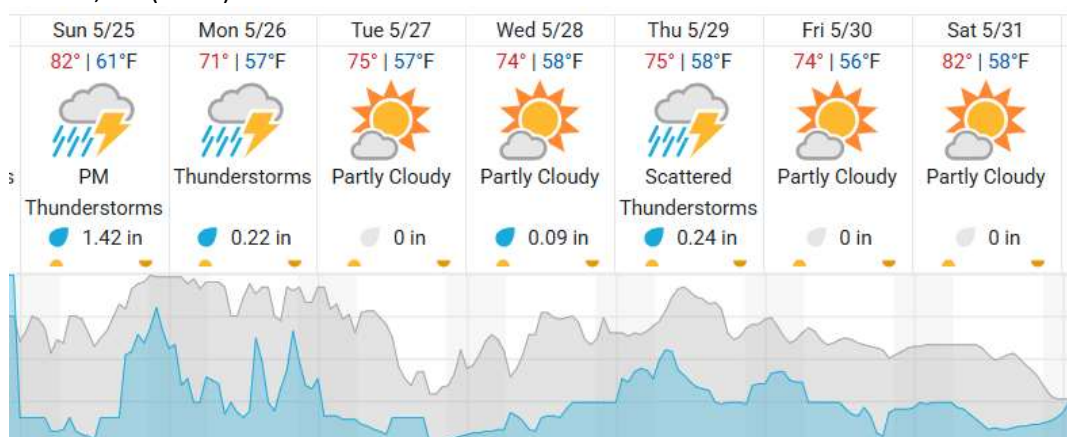 Sun 5/25 Mon 5/26 Tue 5/27 Wed 5/28 Thu 5/29 Fri 5/30 Sat 5/31
82° | 61°F 71° | 57°F 75° | 57°F 74° | 58°F 75° | 58°F 74° | 56°F 82° | 58°F
s PM Thunderstorms Partly Cloudy Partly Cloudy Scattered Partly Cloudy Partly Cloudy
Thunderstorms Thunderstorms
1.42 in 0.22 in 0 in 0.09 in 0.24 in 0 in 0 in